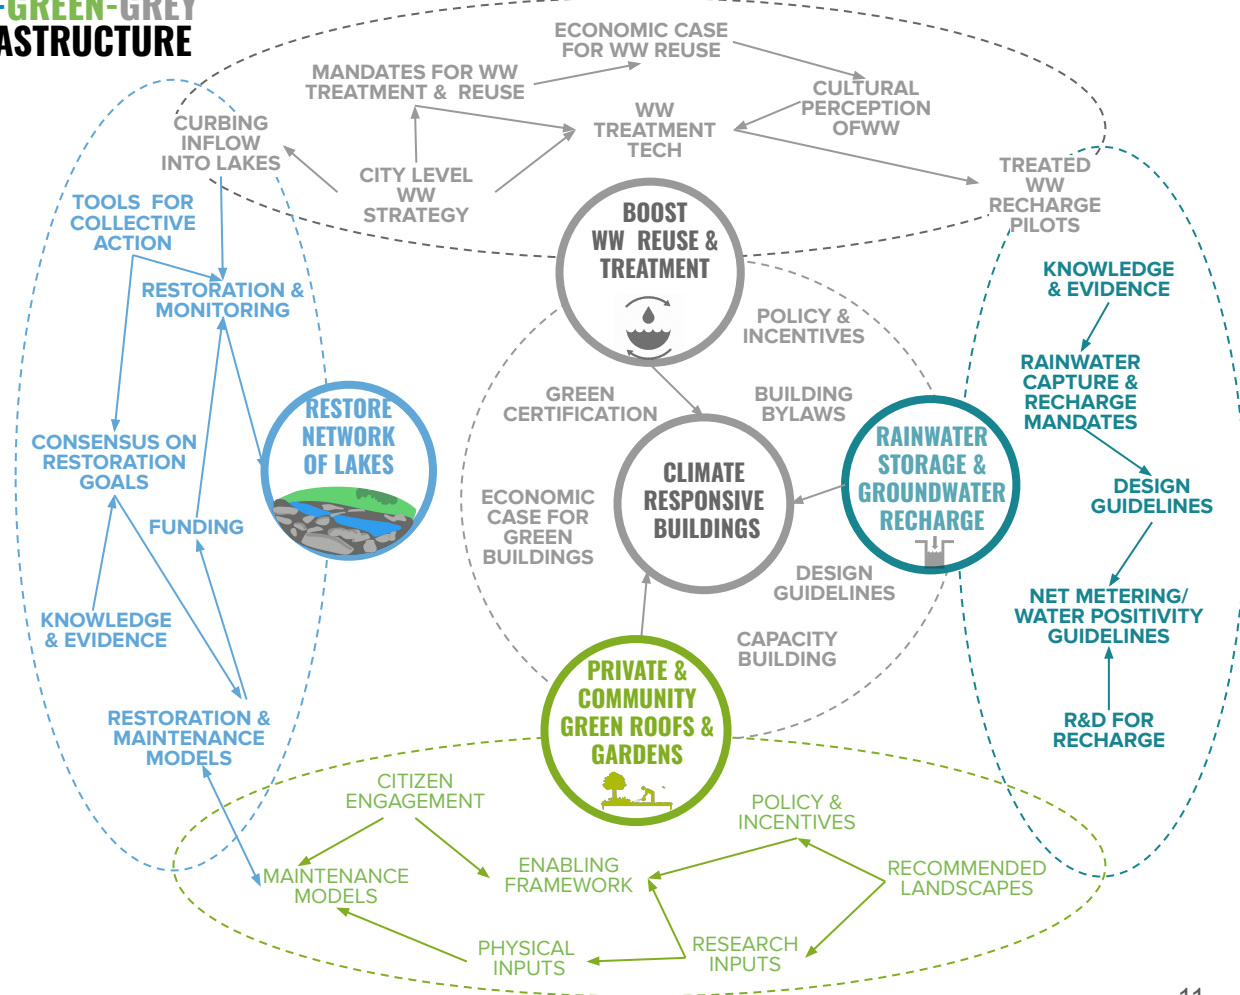 -GREEN-GREY
ASTRUCTURE
ECONOMIC CASE
FOR WW REUSE
MANDATES FOR WW
TREATMENT & REUSE
CULTURAL
PERCEPTION
OFWW
WW
TREATMENT
TECH
CURBING
INFLOW
INTO LAKES
CITY LEVEL
WW
STRATEGY
TREATED
WW
RECHARGE
PILOTS
BOOST
WW REUSE &
TREATMENT
TOOLS FOR
COLLECTIVE
ACTION
RESTORATION &
MONITORING
CONSENSUS ON
RESTORATION
GOALS
FUNDING
KNOWLEDGE
& EVIDENCE
RESTORATION &
MAINTENANCE
MODELS
RESTORE
NETWORK
OF LAKES
POLICY &
INCENTIVES
GREEN
CERTIFICATION
BUILDING
BYLAWS
ECONOMIC
CASE FOR
GREEN
BUILDINGS
CLIMATE
RESPONSIVE
BUILDINGS
DESIGN
GUIDELINES
CAPACITY
BUILDING
RAINWATER
STORAGE &
GROUNDWATER
RECHARGE
KNOWLEDGE
& EVIDENCE
RAINWATER
CAPTURE &
RECHARGE
MANDATES
DESIGN
GUIDELINES
NET METERING/
WATER POSITIVITY
GUIDELINES
R&D FOR
RECHARGE
PRIVATE &
COMMUNITY
GREEN ROOFS &
GARDENS
CITIZEN
ENGAGEMENT
POLICY &
INCENTIVES
MAINTENANCE
MODELS
ENABLING
FRAMEWORK
RECOMMENDED
LANDSCAPES
PHYSICAL
INPUTS
RESEARCH
INPUTS
11